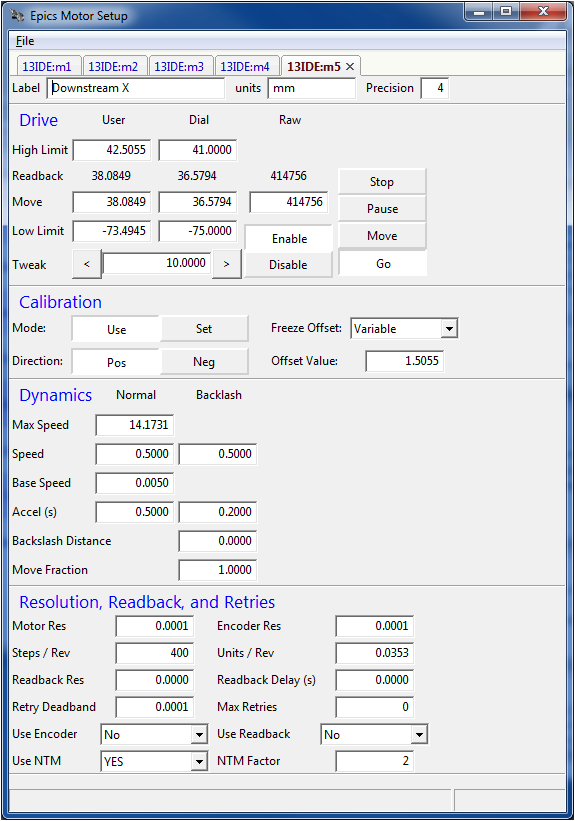 Epics Motor Setup
File
13IDE:m1 13IDE:m2 13IDE:m3 13IDE:m4 13IDE:m5
Label Downstream X units mm Precision 4
Drive User Dial Raw
High Limit 42.5055 41.0000
Readback 38.0849 36.5794 414756 Stop
Move 38.0849 36.5794 414756 Pause
Low Limit -73.4945 -75.0000 Enable Move
Tweak < 10.0000 > Disable Go
Calibration
Mode: Use Set Freeze Offset: Variable
Direction: Pos Neg Offset Value: 1.5055
Dynamics Normal Backlash
Max Speed 14.1731
Speed 0.5000 0.5000
Base Speed 0.0050
Accel (s) 0.5000 0.2000
Backslash Distance 0.0000
Move Fraction 1.0000
Resolution, Readback, and Retries
Motor Res 0.0001 Encoder Res 0.0001
Steps / Rev 400 Units / Rev 0.0353
Readback Res 0.0000 Readback Delay (s) 0.0000
Retry Deadband 0.0001 Max Retries 0
Use Encoder No Use Readback No
Use NTM YES NTM Factor 2